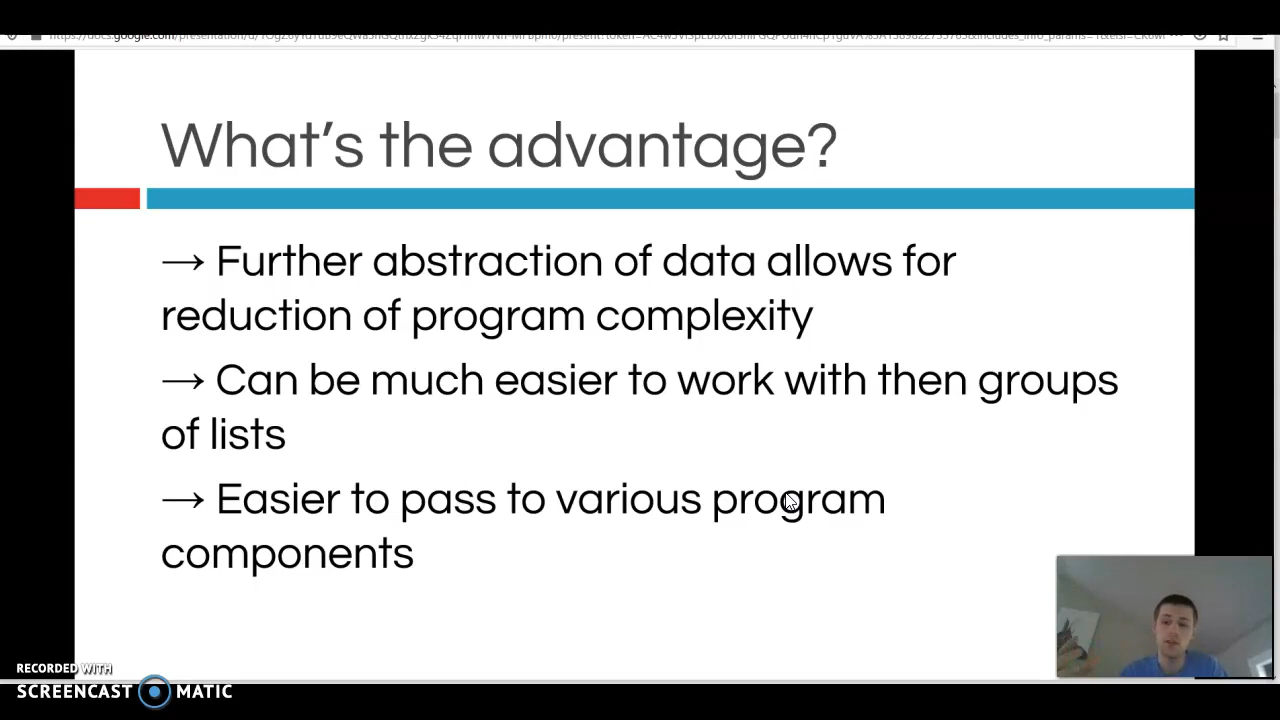 What's the advantage?
→ Further abstraction of data allows for
reduction of program complexity
→ Can be much easier to work with then groups
of lists
→ Easier to pass to various program
components
RECORDED WITH
SCREENCAST MATIC